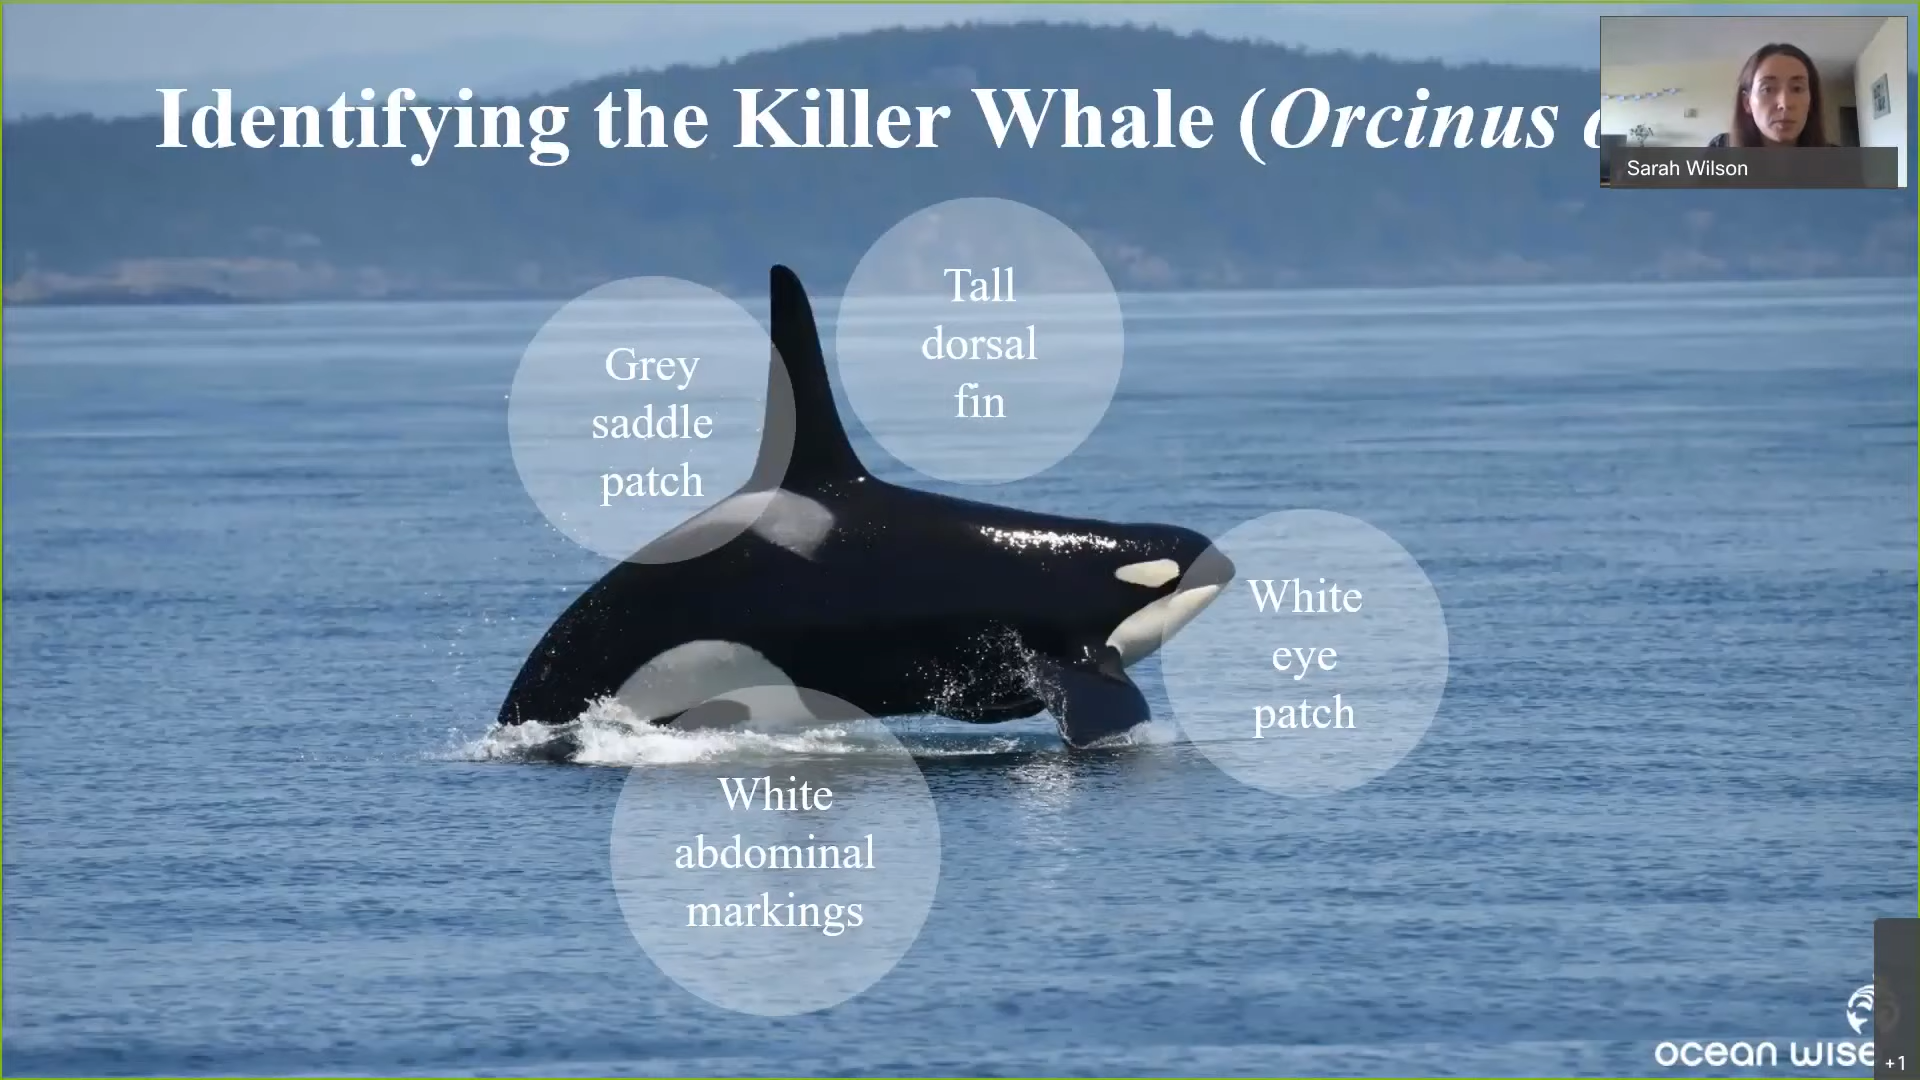 Identifying the Killer Whale (Orcinus
Sarah Wilson
Tall
dorsal
fin
Grey
saddle
patch
White
eye
patch
White
abdominal
markings
ocean wise
+1